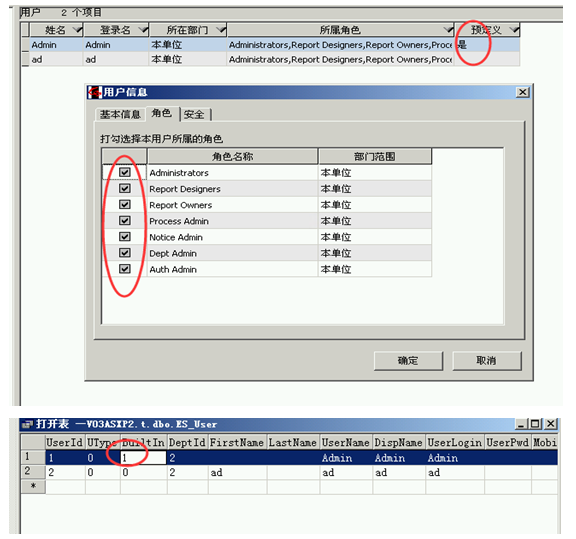 用户 2 个项目
姓名 登录名 所在部门 所属角色 预定义
Admin Admin 本单位 Administrators,Report Designers,Report Owners,Proce 是
ad ad 本单位 Administrators,Report Designers,Report Owners,Proce
用户信息
基本信息 角色 安全
打勾选择本用户所属的角色
角色名称 部门范围
Administrators 本单位
Report Designers 本单位
Report Owners 本单位
Process Admin 本单位
Notice Admin 本单位
Dept Admin 本单位
Auth Admin 本单位
确定 取消
打开表 —VO3ASXP2.t.dbo.ES_User
UserId UType BuiltIn DeptId FirstName LastName UserName DispName UserLogin UserPwd Mobi
1 1 0 1 2 Admin Admin Admin
2 2 0 0 2 ad ad ad ad
*